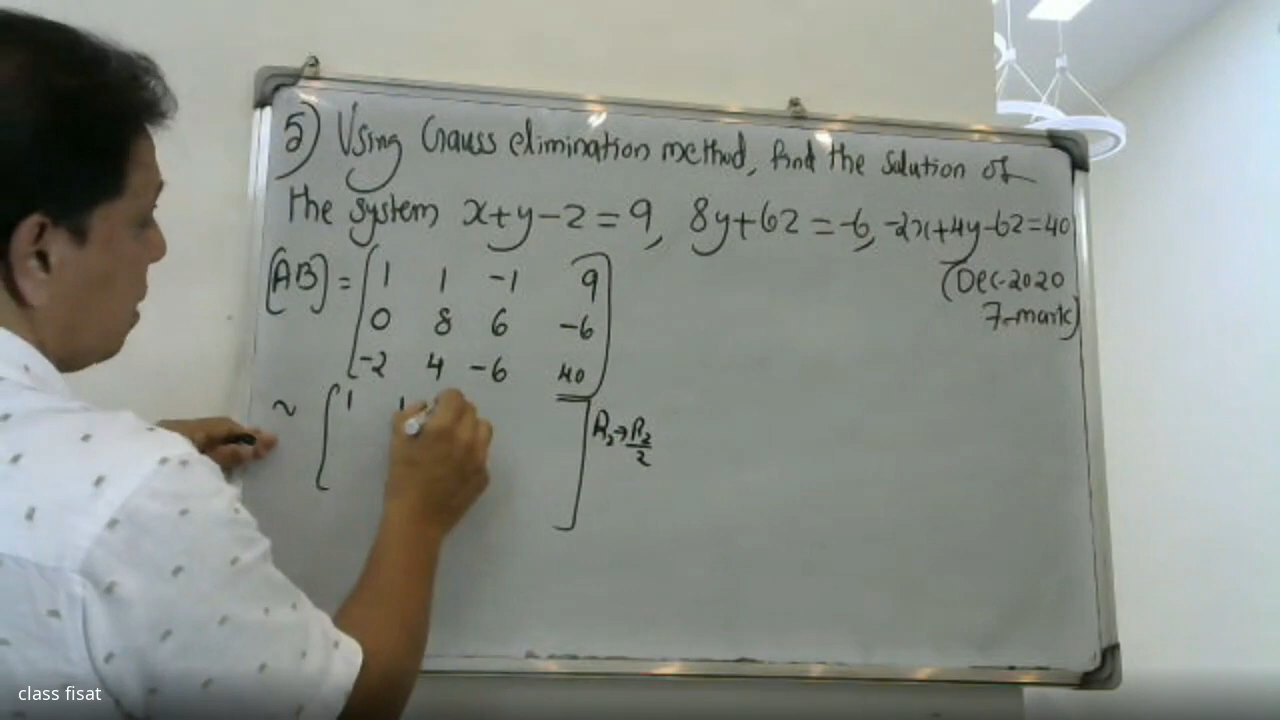 5) Using Gauss elimination method, find the solution of
the system x+y-z=9, 8y+6z=-6, -2x+4y-6z=40
(Dec-2020
7-mark)
[AB] = [1 1 -1 9
0 8 6 -6
-2 4 -6 40]
~ [1 1 ] R₂→R₂/2
class fisat